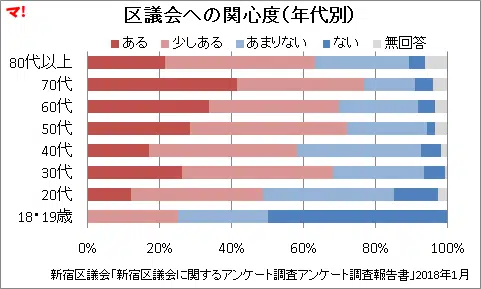 マ!
区議会への関心度(年代別)
ある 少しある あまりない ない 無回答
80代以上
70代
60代
50代
40代
30代
20代
18・19歳
0% 20% 40% 60% 80% 100%
新宿区議会「新宿区議会に関するアンケート調査アンケート調査報告書」2018年1月